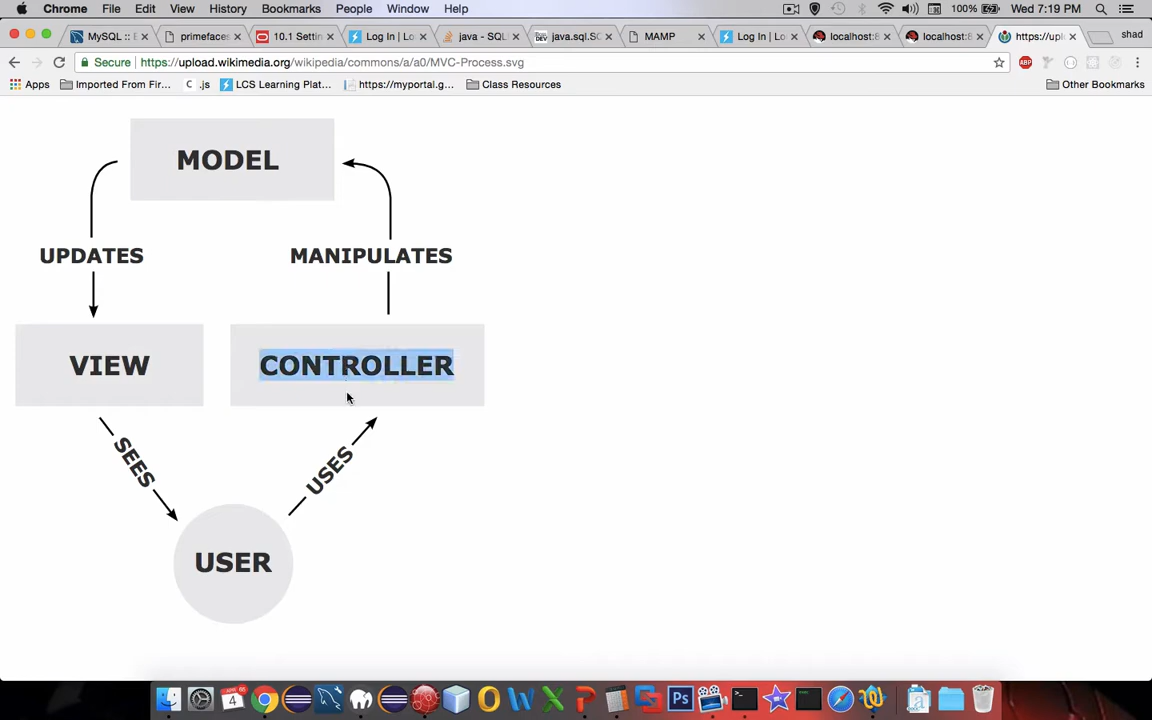 Chrome File Edit View Model Bookmarks People Window Help 100% Wed 7:19 PM
MySQL :: E primefaces 10.1 Settin Log In | Lo java - SQL java.sql.SC MAMP Log In | Lo localhost:8 localhost:8 https://upl shad
Secure https://upload.wikimedia.org/wikipedia/commons/a/a0/MVC-Process.svg
Apps Imported From Fir... .js LCS Learning Plat... https://myportal.g... Class Resources Other Bookmarks
MODEL
UPDATES MANIPULATES
VIEW CONTROLLER
SEES USES
USER